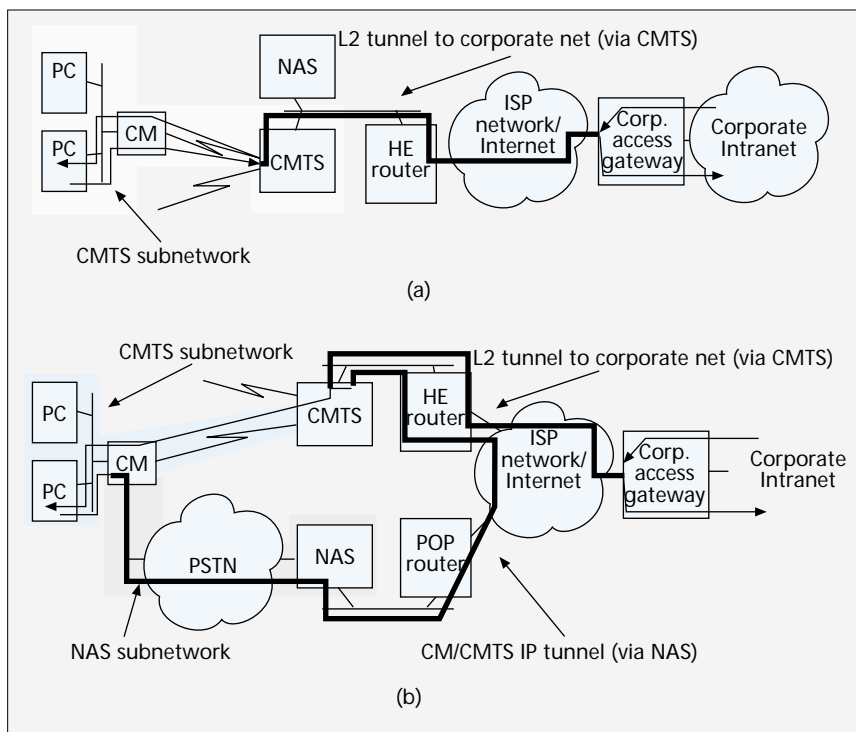 L2 tunnel to corporate net (via CMTS)
PC
NAS
ISP
network/
Internet
CM
Corp.
access
gateway
Corporate
Intranet
PC
CMTS
HE
router
CMTS subnetwork
(a)
CMTS subnetwork
L2 tunnel to corporate net (via CMTS)
PC
CMTS
HE
router
ISP
network/
Internet
CM
Corp.
access
gateway
Corporate
Intranet
PC
PSTN
NAS
POP
router
NAS subnetwork
CM/CMTS IP tunnel (via NAS)
(b)